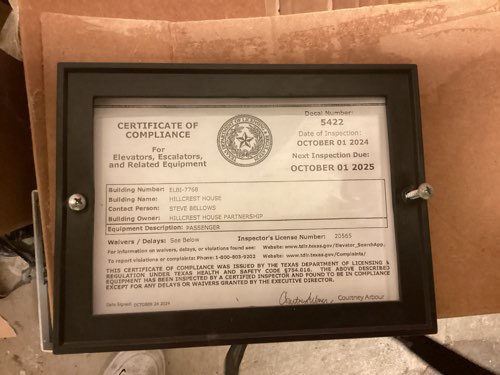 CERTIFICATE OF
COMPLIANCE
For
Elevators, Escalators,
and Related Equipment
Decal Number:
5422
Date of Inspection:
OCTOBER 01 2024
Next Inspection Due:
OCTOBER 01 2025
Building Number: ELBI-7768
Building Name: HILLCREST HOUSE
Contact Person: STEVE BELLOWS
Building Owner: HILLCREST HOUSE PARTNERSHIP
Equipment Description: PASSENGER
Waivers / Delays: See Below Inspector's License Number: 20565
For information on waivers, delays, or violations found see: Website: www.tdlr.texas.gov/Elevator_SearchApp.
To report violations or complaints: Phone: 1-800-803-9202 Website: www.tdlr.texas.gov/Complaints/
THIS CERTIFICATE OF COMPLIANCE WAS ISSUED BY THE TEXAS DEPARTMENT OF LICENSING &
REGULATION UNDER TEXAS HEALTH AND SAFETY CODE §754.016. THE ABOVE DESCRIBED
EQUIPMENT HAS BEEN INSPECTED BY A CERTIFIED INSPECTOR AND FOUND TO BE IN COMPLIANCE
EXCEPT FOR ANY DELAYS OR WAIVERS GRANTED BY THE EXECUTIVE DIRECTOR.
Date Signed: OCTOBER 24 2024 Courtney Arbour